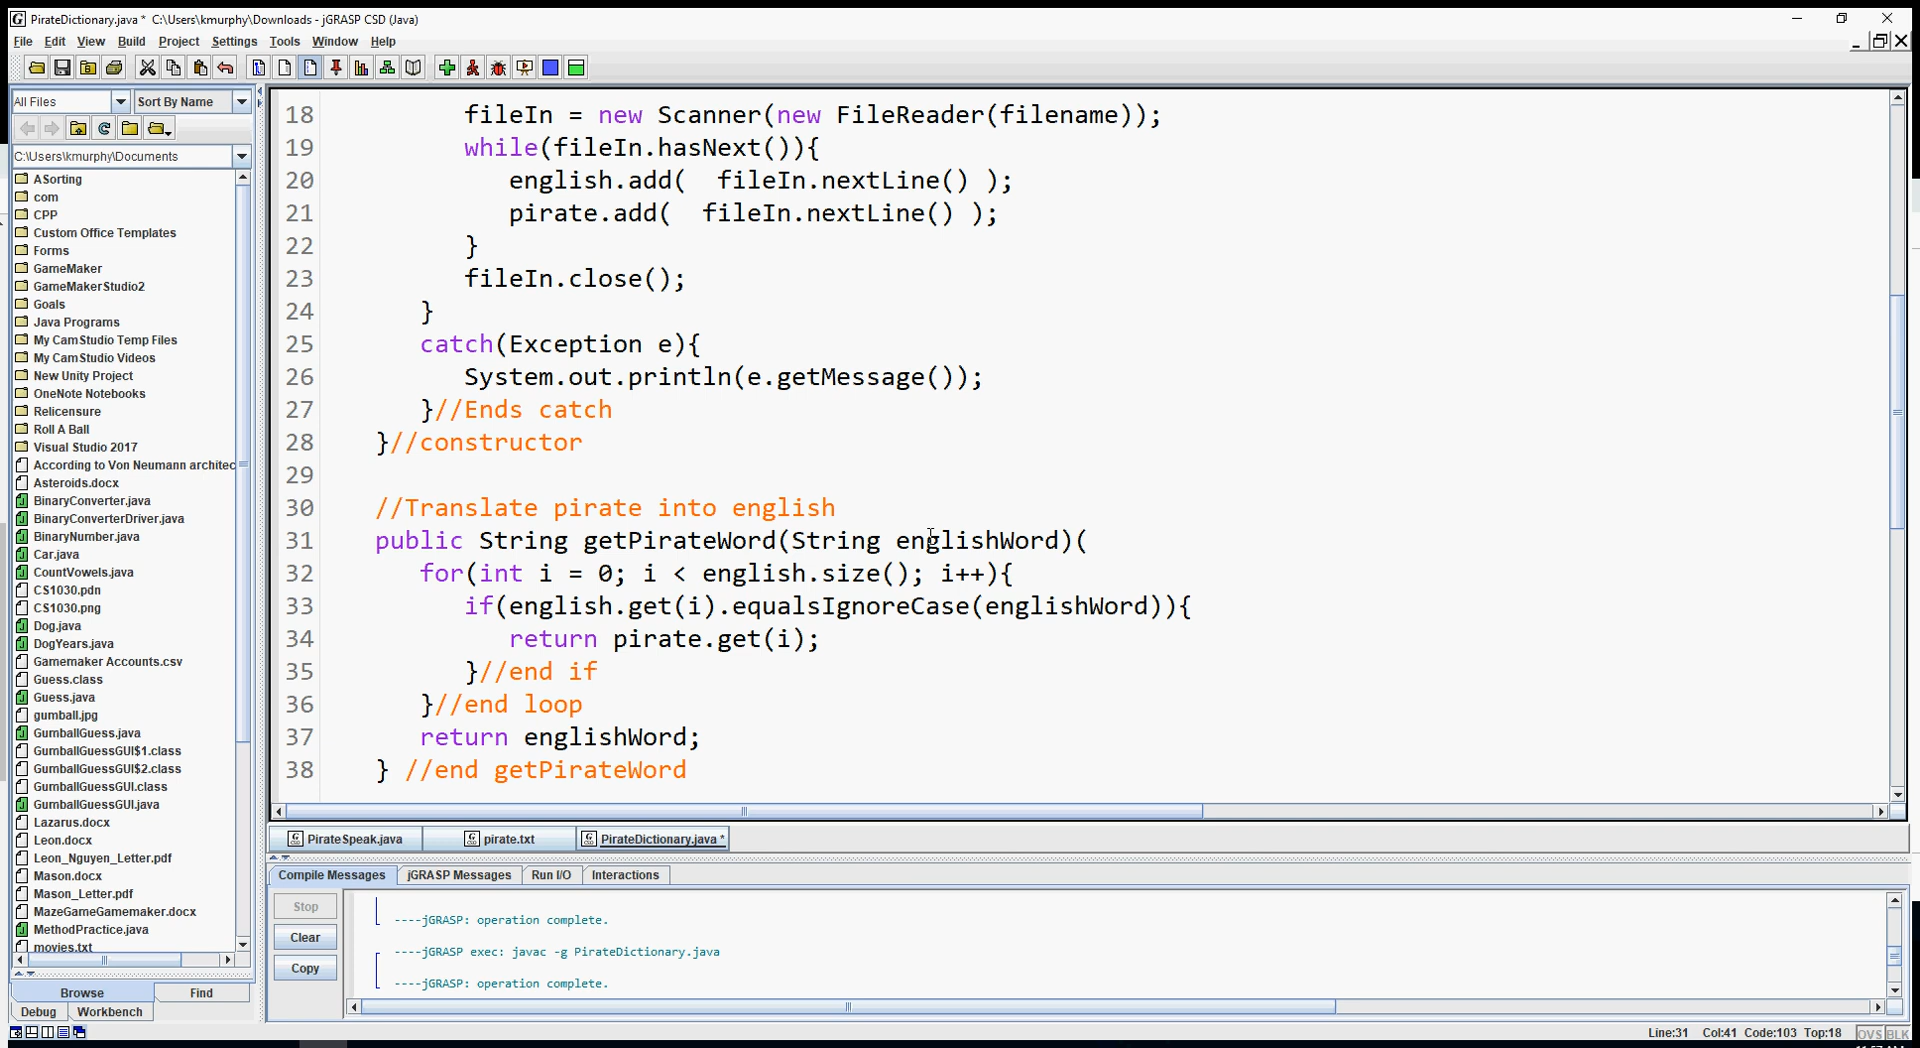 PirateDictionary.java * C:\Users\kmurphy\Downloads - jGRASP CSD (Java)
File Edit View Build Project Settings Tools Window Help
All Files Sort By Name
C:\Users\kmurphy\Documents
ASorting
com
CPP
Custom Office Templates
Forms
GameMaker
GameMakerStudio2
Goals
Java Programs
My CamStudio Temp Files
My CamStudio Videos
New Unity Project
OneNote Notebooks
Relicensure
Roll A Ball
Visual Studio 2017
According to Von Neumann architec
Asteroids.docx
BinaryConverter.java
BinaryConverterDriver.java
BinaryNumber.java
Car.java
CountVowels.java
CS1030.pdn
CS1030.png
Dog.java
DogYears.java
Gamemaker Accounts.csv
Guess.class
Guess.java
gumball.jpg
GumballGuess.java
GumballGuessGUI$1.class
GumballGuessGUI$2.class
GumballGuessGUI.class
GumballGuessGUI.java
Lazarus.docx
Leon.docx
Leon_Nguyen_Letter.pdf
Mason.docx
Mason_Letter.pdf
MazeGameGamemaker.docx
MethodPractice.java
movies.txt
Browse Find
Debug Workbench
18 fileIn = new Scanner(new FileReader(filename));
19 while(fileIn.hasNext()){
20 english.add( fileIn.nextLine() );
21 pirate.add( fileIn.nextLine() );
22 }
23 fileIn.close();
24 }
25 catch(Exception e){
26 System.out.println(e.getMessage());
27 }//Ends catch
28 }//constructor
29
30 //Translate pirate into english
31 public String getPirateWord(String englishWord)(
32 for(int i = 0; i < english.size(); i++){
33 if(english.get(i).equalsIgnoreCase(englishWord)){
34 return pirate.get(i);
35 }//end if
36 }//end loop
37 return englishWord;
38 } //end getPirateWord
PirateSpeak.java pirate.txt PirateDictionary.java *
Compile Messages jGRASP Messages Run I/O Interactions
Stop
Clear
Copy
----jGRASP: operation complete.
----jGRASP exec: javac -g PirateDictionary.java
----jGRASP: operation complete.
Line:31 Col:41 Code:103 Top:18 OVS BLK